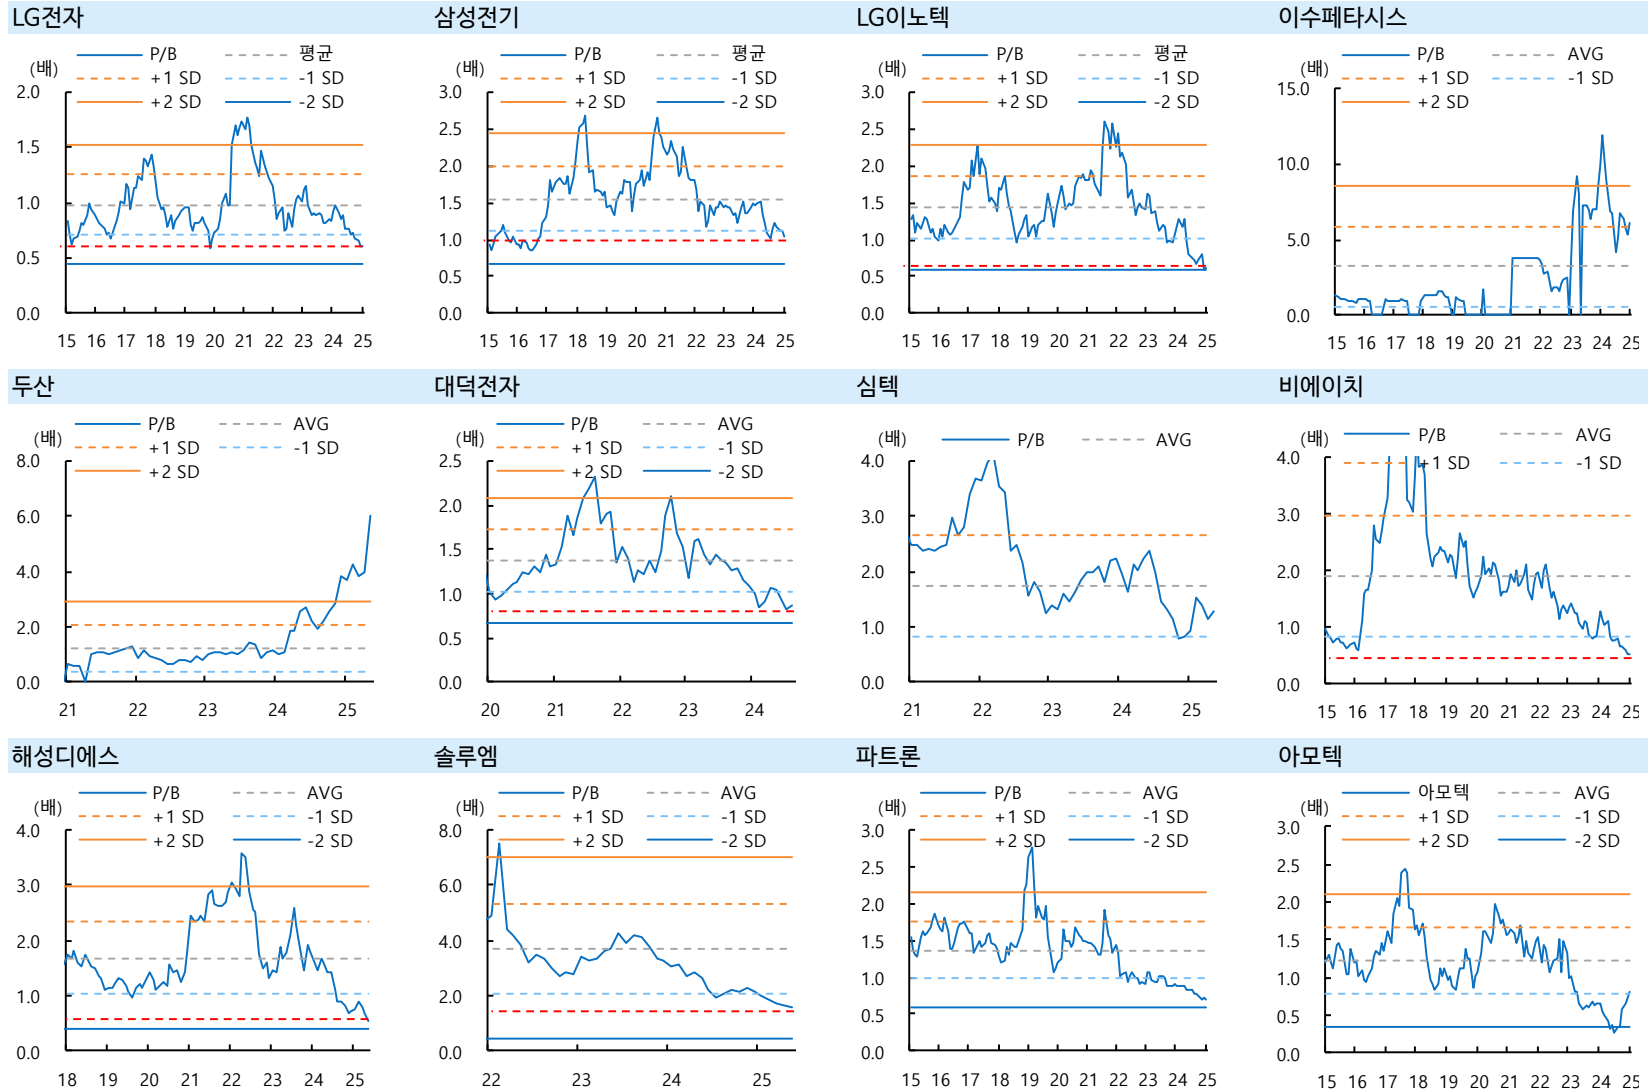 LG전자
P/B 평균
(배)
+1 SD -1 SD
+2 SD -2 SD
2.0
1.5
1.0
0.5
0.0
15 16 17 18 19 20 21 22 23 24 25
삼성전기
P/B 평균
(배)
+1 SD -1 SD
+2 SD -2 SD
3.0
2.5
2.0
1.5
1.0
0.5
0.0
15 16 17 18 19 20 21 22 23 24 25
LG이노텍
P/B 평균
(배)
+1 SD -1 SD
+2 SD -2 SD
3.0
2.5
2.0
1.5
1.0
0.5
0.0
15 16 17 18 19 20 21 22 23 24 25
이수페타시스
P/B AVG
(배)
+1 SD -1 SD
+2 SD
15.0
10.0
5.0
0.0
15 16 17 18 19 20 21 22 23 24 25
두산
P/B AVG
(배)
+1 SD -1 SD
+2 SD
8.0
6.0
4.0
2.0
0.0
21 22 23 24 25
대덕전자
P/B AVG
(배)
+1 SD -1 SD
+2 SD -2 SD
2.5
2.0
1.5
1.0
0.5
0.0
20 21 22 23 24
심텍
(배)
P/B AVG
4.0
3.0
2.0
1.0
0.0
21 22 23 24 25
비에이치
P/B AVG
(배)
+1 SD -1 SD
4.0
3.0
2.0
1.0
0.0
15 16 17 18 19 20 21 22 23 24 25
해성디에스
P/B AVG
(배)
+1 SD -1 SD
+2 SD -2 SD
4.0
3.0
2.0
1.0
0.0
18 19 20 21 22 23 24 25
솔루엠
P/B AVG
(배)
+1 SD -1 SD
+2 SD -2 SD
8.0
6.0
4.0
2.0
0.0
22 23 24 25
파트론
P/B AVG
(배)
+1 SD -1 SD
+2 SD -2 SD
3.0
2.5
2.0
1.5
1.0
0.5
0.0
15 16 17 18 19 20 21 22 23 24 25
아모텍
아모텍 AVG
(배)
+1 SD -1 SD
+2 SD -2 SD
3.0
2.5
2.0
1.5
1.0
0.5
0.0
15 16 17 18 19 20 21 22 23 24 25